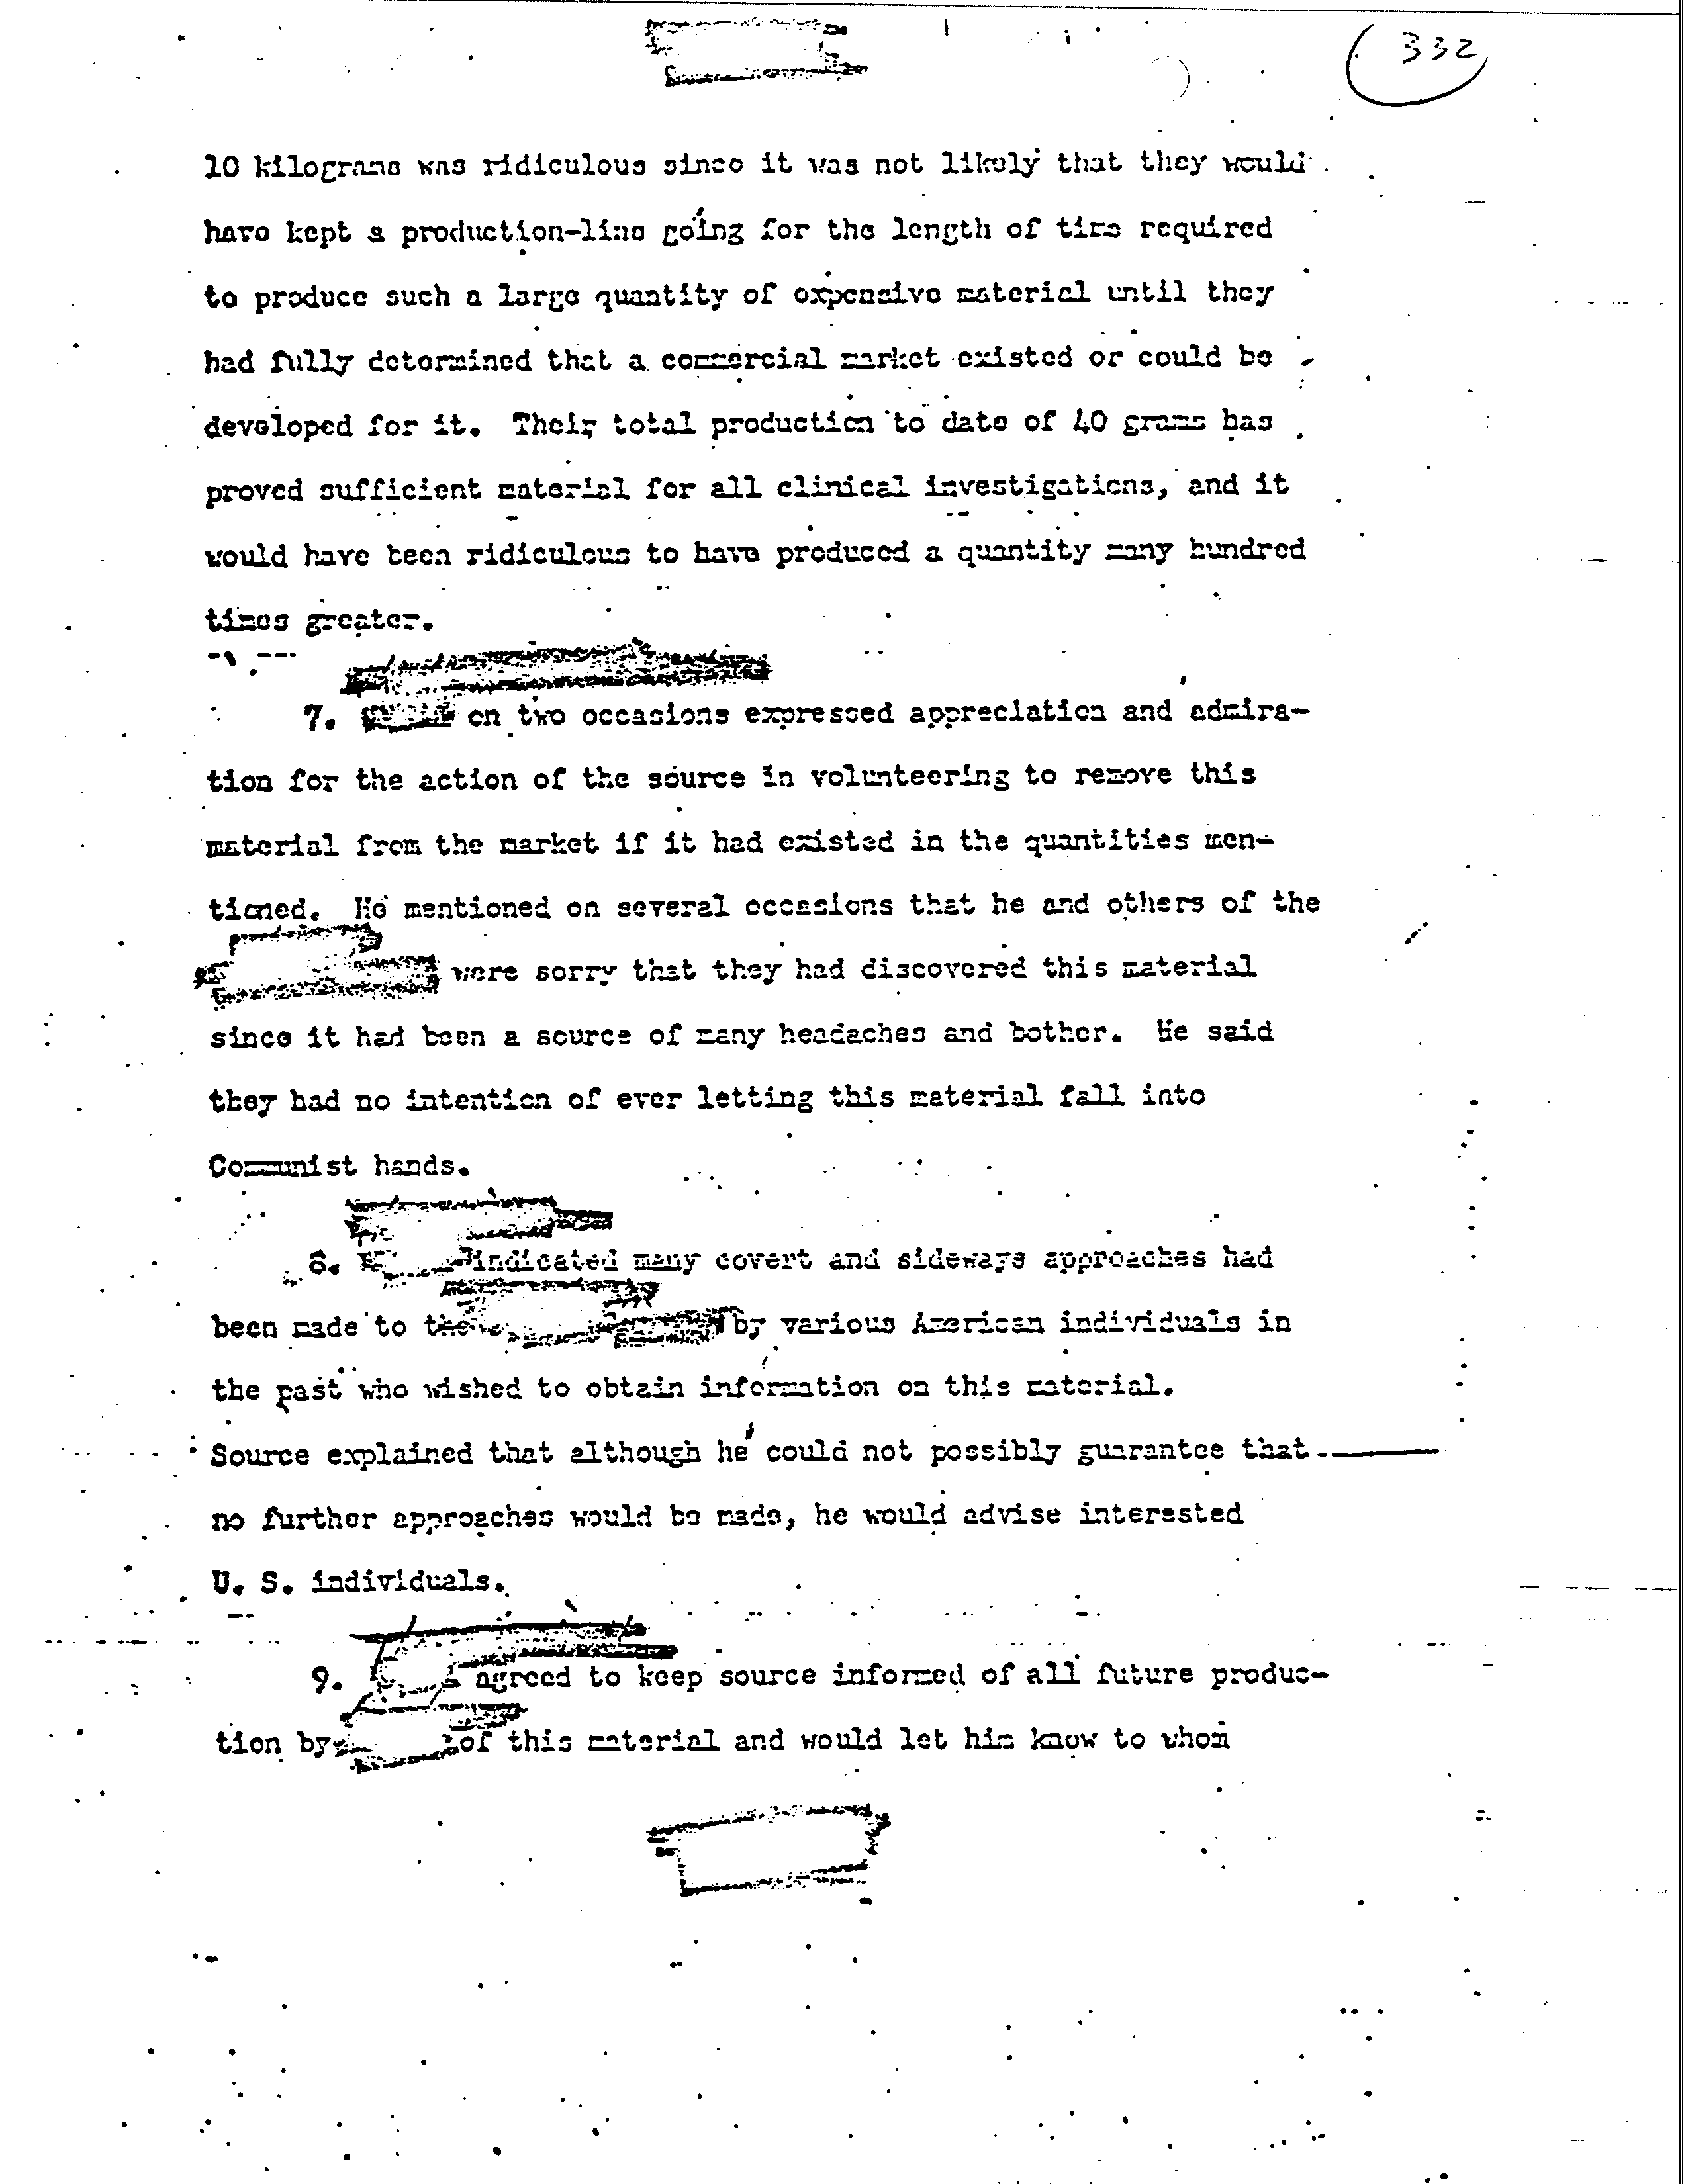 332
10 kilograms was ridiculous since it was not likely that they would
have kept a production-line going for the length of time required
to produce such a large quantity of expensive material until they
had fully determined that a commercial market existed or could be
developed for it. Their total production to date of 40 grams has
proved sufficient material for all clinical investigations, and it
would have been ridiculous to have produced a quantity many hundred
times greater.
7. on two occasions expressed appreciation and admira-
tion for the action of the source in volunteering to remove this
material from the market if it had existed in the quantities men-
tioned. He mentioned on several occasions that he and others of the
were sorry that they had discovered this material
since it had been a source of many headaches and bother. He said
they had no intention of ever letting this material fall into
Communist hands.
8. indicated many covert and sideways approaches had
been made to the by various American individuals in
the past who wished to obtain information on this material.
Source explained that although he could not possibly guarantee that
no further approaches would be made, he would advise interested
U. S. individuals.
9. agreed to keep source informed of all future produc-
tion by of this material and would let him know to whom